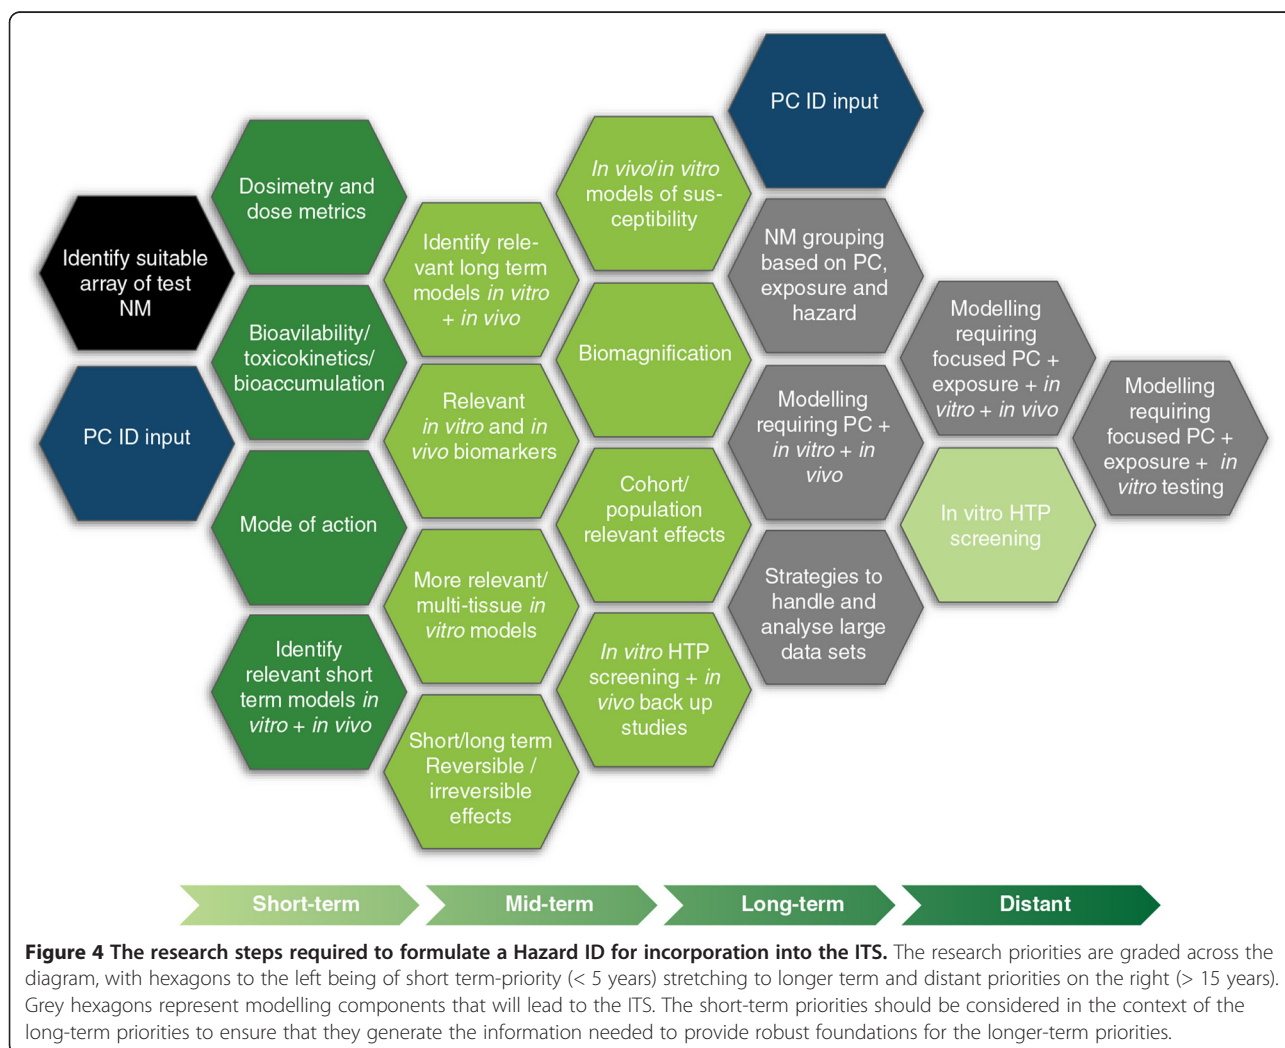 PC ID input
Dosimetry and
dose metrics
In vivo/in vitro
models of sus-
ceptibility
Identify suitable
array of test
NM
Identify rele-
vant long term
models in vitro
+ in vivo
NM grouping
based on PC,
exposure and
hazard
Bioavilability/
toxicokinetics/
bioaccumulation
Biomagnification
Modelling
requiring
focused PC +
exposure + in
vitro + in vivo
PC ID input
Relevant
in vitro and in
vivo biomarkers
Modelling
requiring PC +
in vitro + in
vivo
Modelling
requiring
focused PC +
exposure + in
vitro testing
Mode of action
Cohort/
population
relevant effects
In vitro HTP
screening
More relevant/
multi-tissue in
vitro models
Strategies to
handle and
analyse large
data sets
Identify
relevant short
term models in
vitro + in vivo
In vitro HTP
screening + in
vivo back up
studies
Short/long term
Reversible /
irreversible
effects
Short-term
Mid-term
Long-term
Distant
Figure 4 The research steps required to formulate a Hazard ID for incorporation into the ITS. The research priorities are graded across the
diagram, with hexagons to the left being of short term-priority (< 5 years) stretching to longer term and distant priorities on the right (> 15 years).
Grey hexagons represent modelling components that will lead to the ITS. The short-term priorities should be considered in the context of the
long-term priorities to ensure that they generate the information needed to provide robust foundations for the longer-term priorities.